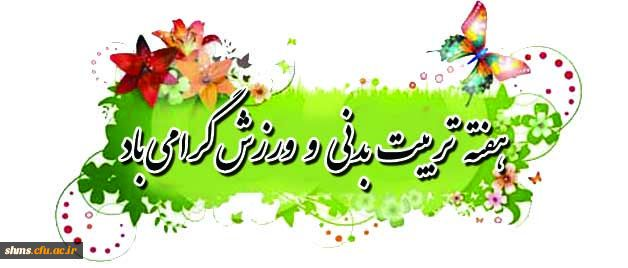 هفته تربیت بدنی و ورزش گرامی باد
shms.cfu.ac.ir